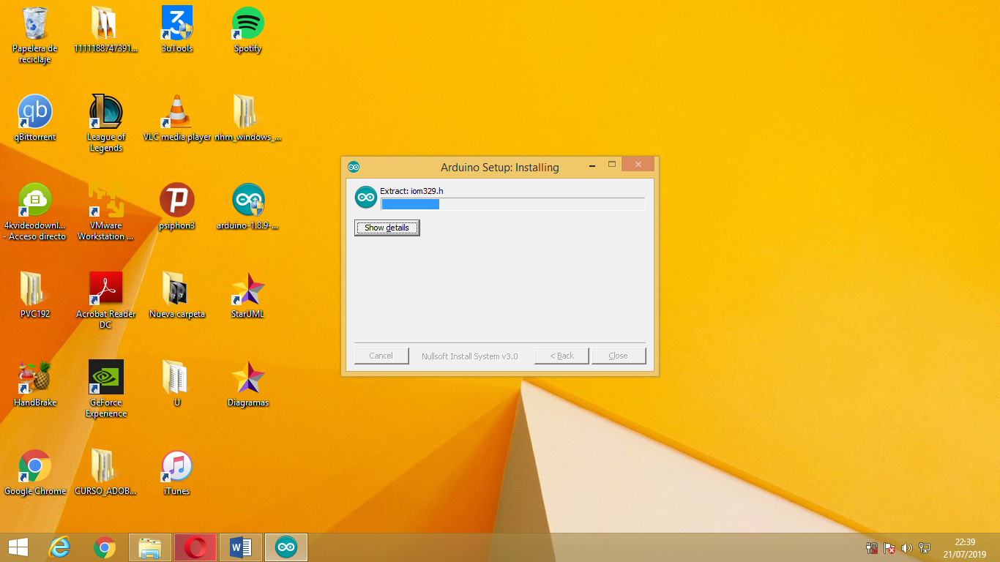 Papelera de
reciclaje
1111188747391...
3uTools
Spotify
qBittorrent
League of
Legends
VLC media player
nhm_windows_...
4kvideodownl...
- Acceso directo
VMware
Workstation ...
psiphon3
arduino-1.8.9-...
PVC192
Acrobat Reader
DC
Nueva carpeta
StarUML
HandBrake
GeForce
Experience
U
Diagramas
Google Chrome
CURSO_ADOB...
iTunes
Arduino Setup: Installing
Extract: iom329.h
Show details
Cancel
Nullsoft Install System v3.0
< Back
Close
22:39
21/07/2019